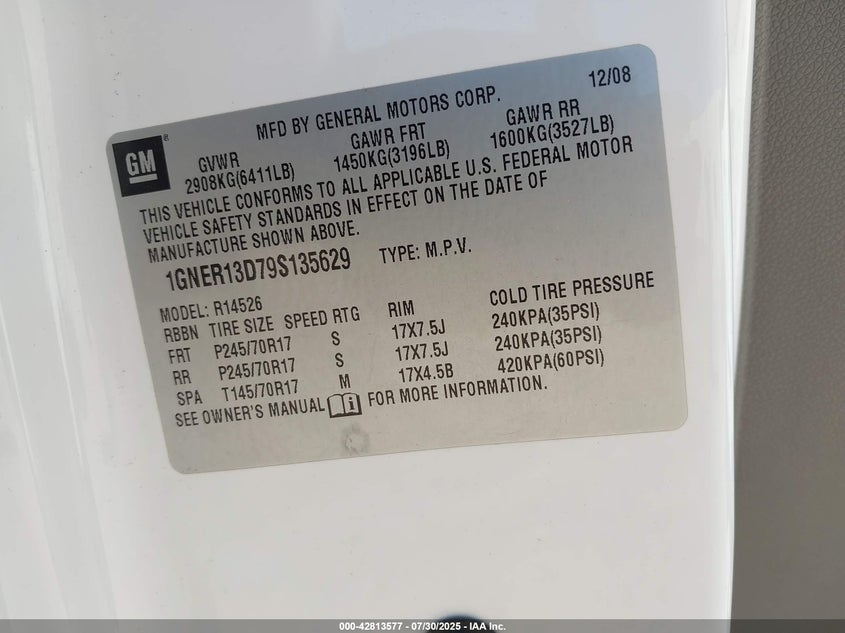 12/08
MFD BY GENERAL MOTORS CORP.
GM®
GVWR GAWR FRT GAWR RR
2908KG(6411LB) 1450KG(3196LB) 1600KG(3527LB)
THIS VEHICLE CONFORMS TO ALL APPLICABLE U.S. FEDERAL MOTOR
VEHICLE SAFETY STANDARDS IN EFFECT ON THE DATE OF
MANUFACTURE SHOWN ABOVE.
1GNER13D79S135629 TYPE: M.P.V.
MODEL: R14526
RBBN TIRE SIZE SPEED RTG RIM COLD TIRE PRESSURE
FRT P245/70R17 S 17X7.5J 240KPA(35PSI)
RR P245/70R17 S 17X7.5J 240KPA(35PSI)
SPA T145/70R17 M 17X4.5B 420KPA(60PSI)
SEE OWNER'S MANUAL FOR MORE INFORMATION.
000-42813577 - 07/30/2025 - IAA Inc.